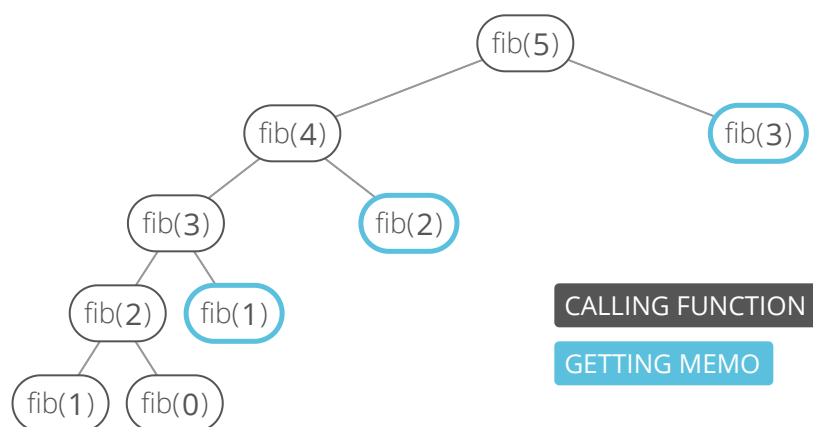 fib(5)
fib(4)
fib(3)
fib(3)
fib(2)
fib(2)
fib(1)
CALLING FUNCTION
GETTING MEMO
fib(1)
fib(0)